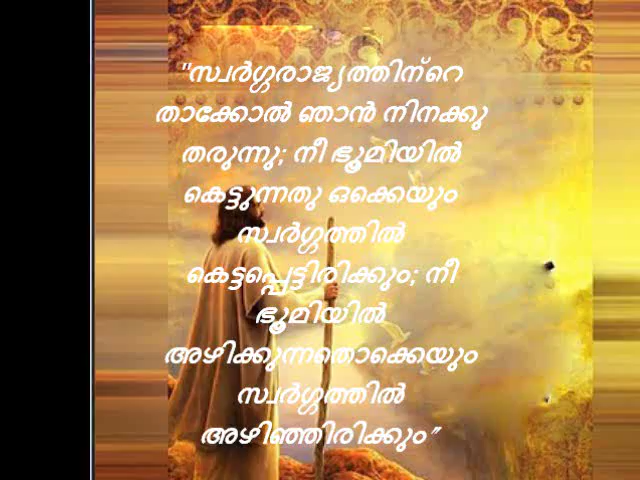 "സ്വർഗ്ഗരാജ്യത്തിന്റെ
താക്കോൽ ഞാൻ നിനക്കു
തരുന്നു; നീ ഭൂമിയിൽ
കെട്ടുന്നതു ഒക്കെയും
സ്വർഗ്ഗത്തിൽ
കെട്ടപ്പെട്ടിരിക്കും; നീ
ഭൂമിയിൽ
അഴിക്കുന്നതൊക്കെയും
സ്വർഗ്ഗത്തിൽ
അഴിഞ്ഞിരിക്കും”